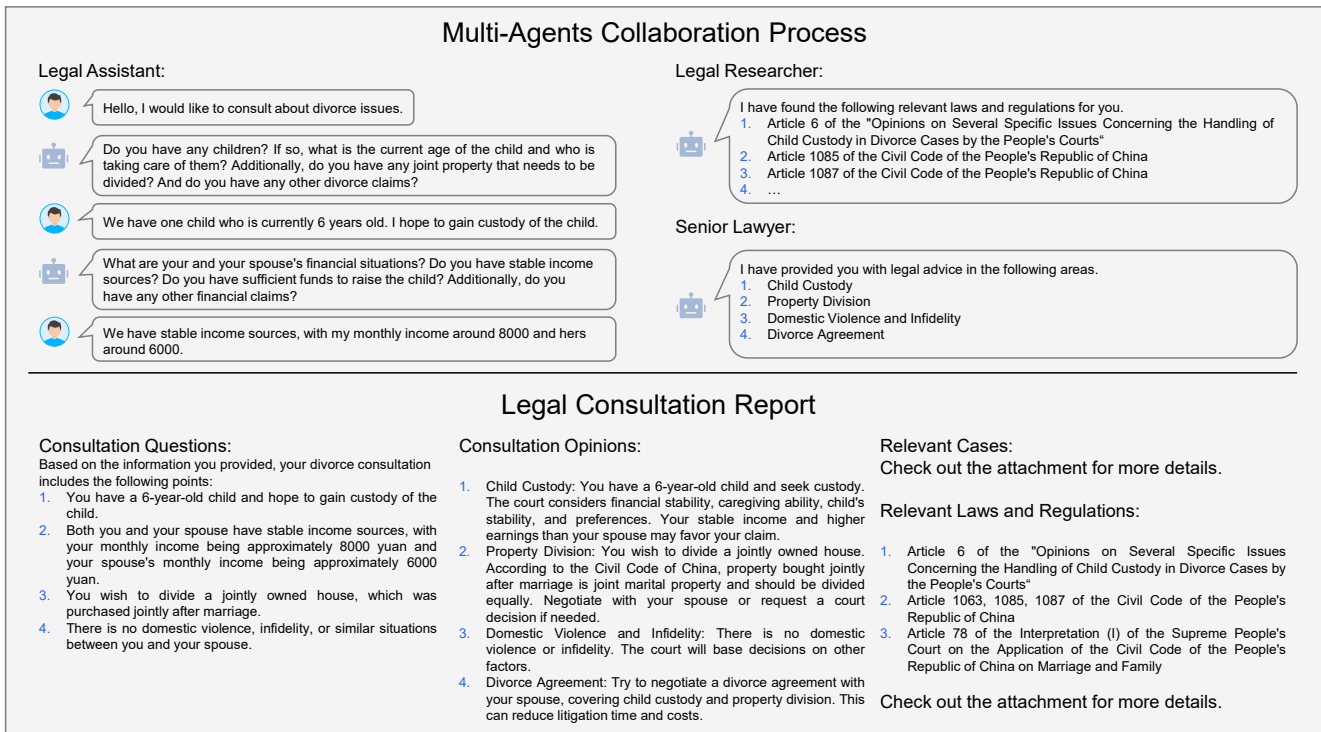 Multi-Agents Collaboration Process
Legal Assistant:
Hello, I would like to consult about divorce issues.
Do you have any children? If so, what is the current age of the child and who is
taking care of them? Additionally, do you have any joint property that needs to be
divided? And do you have any other divorce claims?
We have one child who is currently 6 years old. I hope to gain custody of the child.
What are your and your spouse's financial situations? Do you have stable income
sources? Do you have sufficient funds to raise the child? Additionally, do you
have any other financial claims?
We have stable income sources, with my monthly income around 8000 and hers
around 6000.
Legal Researcher:
I have found the following relevant laws and regulations for you.
1. Article 6 of the "Opinions on Several Specific Issues Concerning the Handling of
Child Custody in Divorce Cases by the People's Courts“
2. Article 1085 of the Civil Code of the People's Republic of China
3. Article 1087 of the Civil Code of the People's Republic of China
4. …
Senior Lawyer:
I have provided you with legal advice in the following areas.
1. Child Custody
2. Property Division
3. Domestic Violence and Infidelity
4. Divorce Agreement
Legal Consultation Report
Consultation Questions:
Based on the information you provided, your divorce consultation
includes the following points:
1. You have a 6-year-old child and hope to gain custody of the
child.
2. Both you and your spouse have stable income sources, with
your monthly income being approximately 8000 yuan and
your spouse's monthly income being approximately 6000
yuan.
3. You wish to divide a jointly owned house, which was
purchased jointly after marriage.
4. There is no domestic violence, infidelity, or similar situations
between you and your spouse.
Consultation Opinions:
1. Child Custody: You have a 6-year-old child and seek custody.
The court considers financial stability, caregiving ability, child's
stability, and preferences. Your stable income and higher
earnings than your spouse may favor your claim.
2. Property Division: You wish to divide a jointly owned house.
According to the Civil Code of China, property bought jointly
after marriage is joint marital property and should be divided
equally. Negotiate with your spouse or request a court
decision if needed.
3. Domestic Violence and Infidelity: There is no domestic
violence or infidelity. The court will base decisions on other
factors.
4. Divorce Agreement: Try to negotiate a divorce agreement with
your spouse, covering child custody and property division. This
can reduce litigation time and costs.
Relevant Cases:
Check out the attachment for more details.
Relevant Laws and Regulations:
1. Article 6 of the "Opinions on Several Specific Issues
Concerning the Handling of Child Custody in Divorce Cases by
the People's Courts“
2. Article 1063, 1085, 1087 of the Civil Code of the People's
Republic of China
3. Article 78 of the Interpretation (I) of the Supreme People's
Court on the Application of the Civil Code of the People's
Republic of China on Marriage and Family
Check out the attachment for more details.